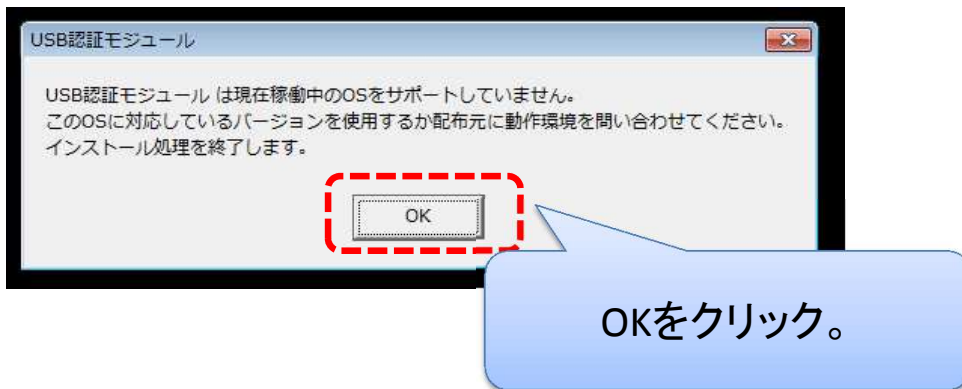 USB認証モジュール
USB認証モジュール は現在稼働中のOSをサポートしていません。
このOSに対応しているバージョンを使用するか配布元に動作環境を問い合わせてください。
インストール処理を終了します。
OK
OKをクリック。